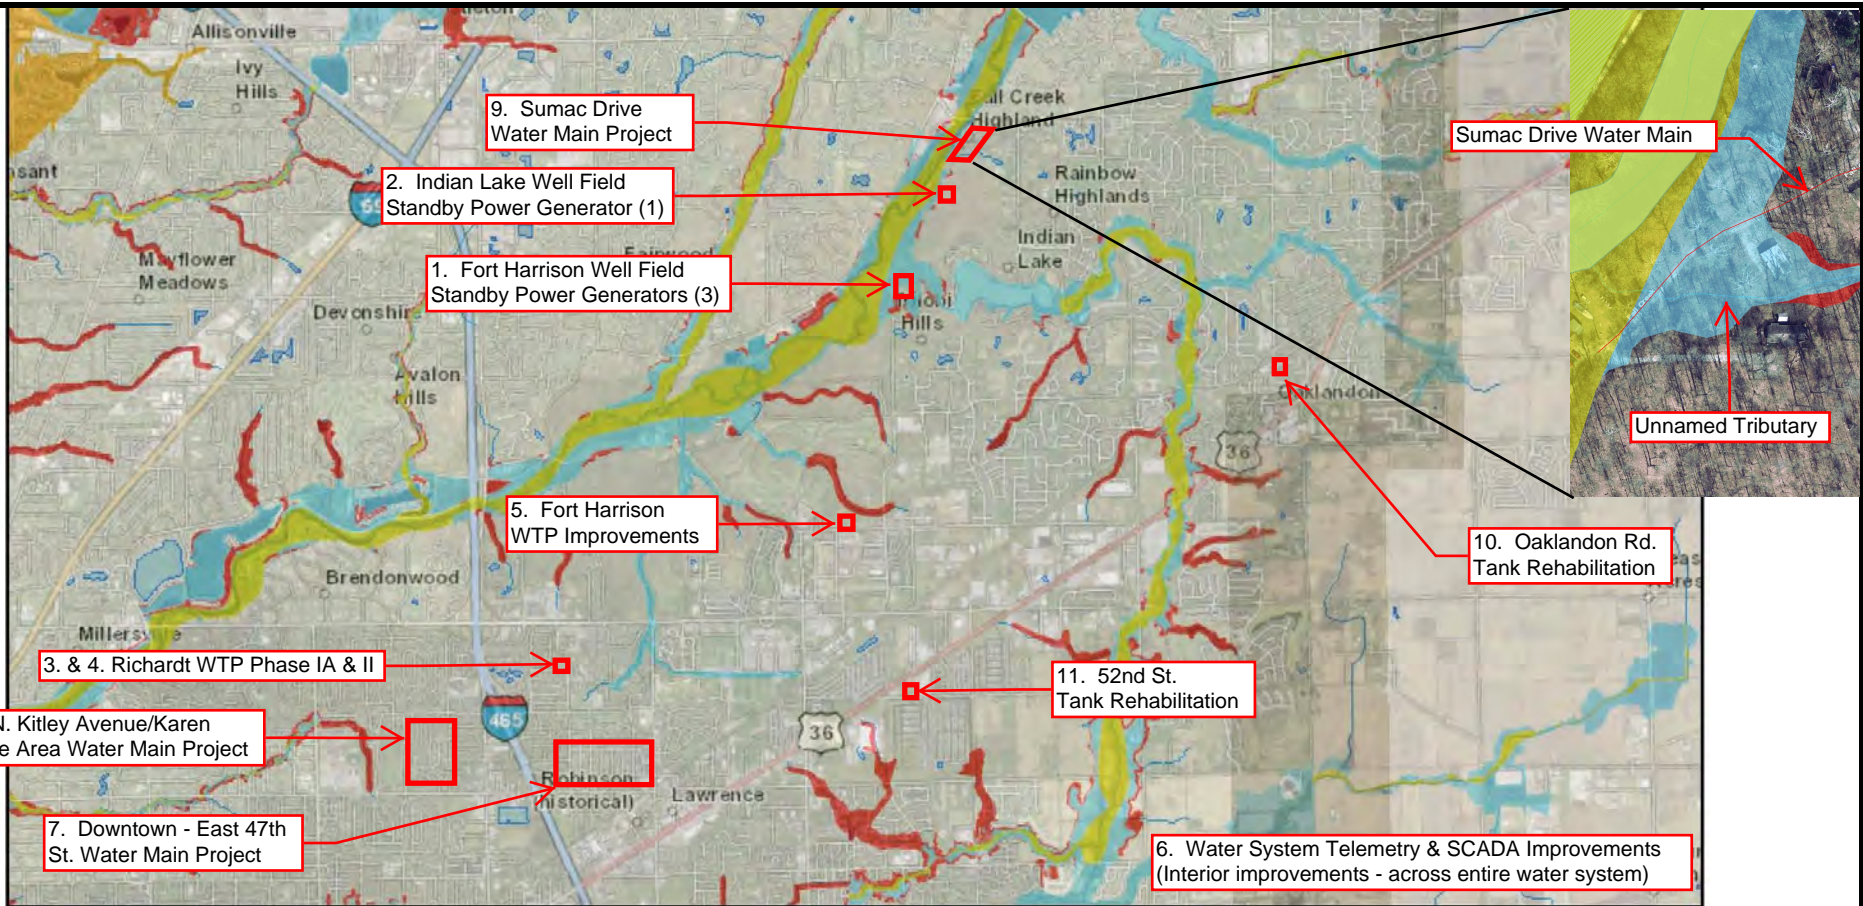 Allisonville
Ivy
Hills
9. Sumac Drive
Water Main Project
Fall Creek
Highland
Sumac Drive Water Main
2. Indian Lake Well Field
Standby Power Generator (1)
Rainbow
Highlands
Indian
Lake
Mayflower
Meadows
Fairwood
1. Fort Harrison Well Field
Standby Power Generators (3)
Devonshire
Hills
Avalon
Hills
Oaklandon
Unnamed Tributary
36
5. Fort Harrison
WTP Improvements
10. Oaklandon Rd.
Tank Rehabilitation
Brendonwood
Millersville
3. & 4. Richardt WTP Phase IA & II
11. 52nd St.
Tank Rehabilitation
N. Kitley Avenue/Karen
e Area Water Main Project
465
36
Robinson
(historical)
Lawrence
7. Downtown - East 47th
St. Water Main Project
6. Water System Telemetry & SCADA Improvements
(Interior improvements - across entire water system)